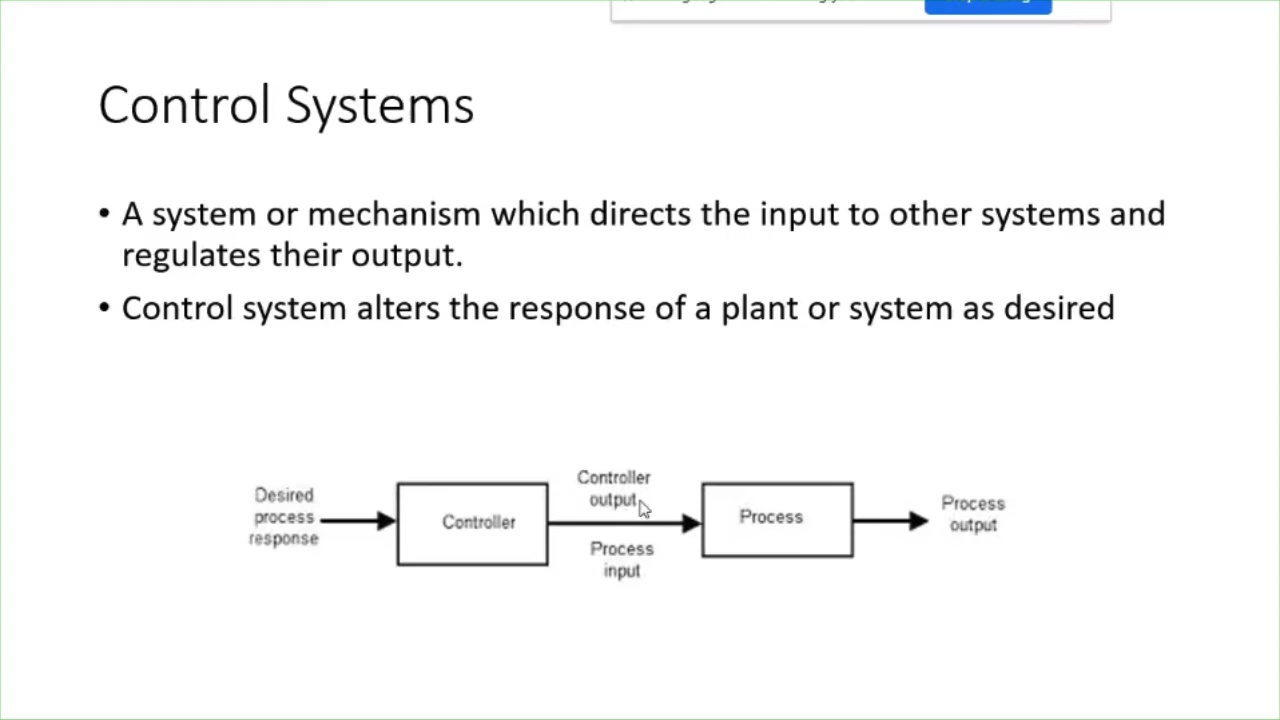 Control Systems
• A system or mechanism which directs the input to other systems and
regulates their output.
• Control system alters the response of a plant or system as desired
Desired
process
response
Controller
Controller
output
Process
input
Process
Process
output